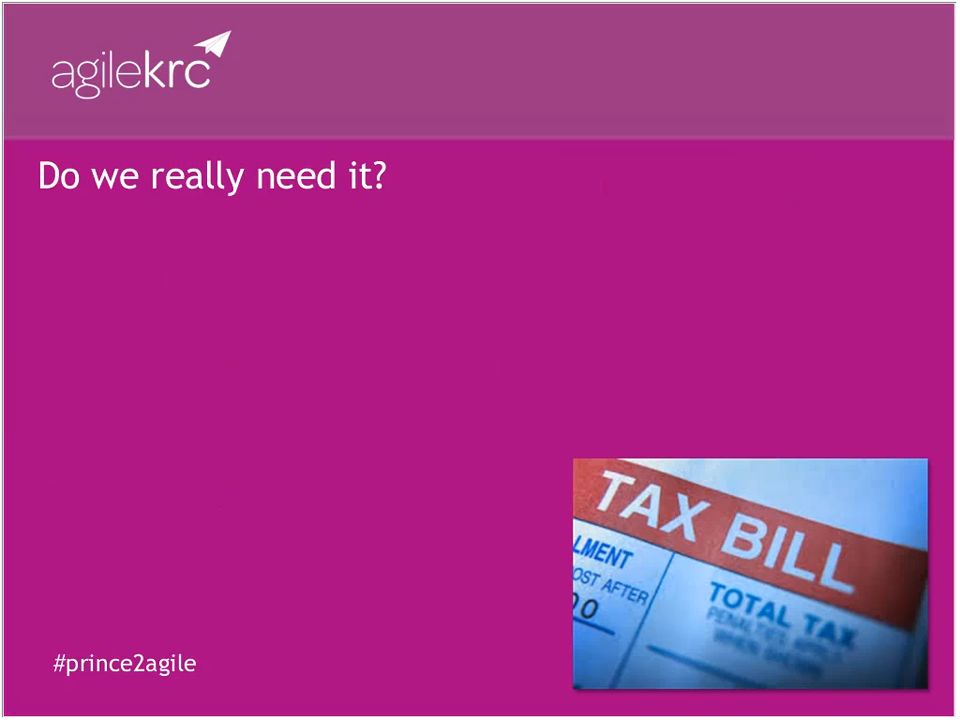 agilekrc
Do we really need it?
TAX BILL
LMENT
OST AFTER
00
TOTAL TAX
#prince2agile